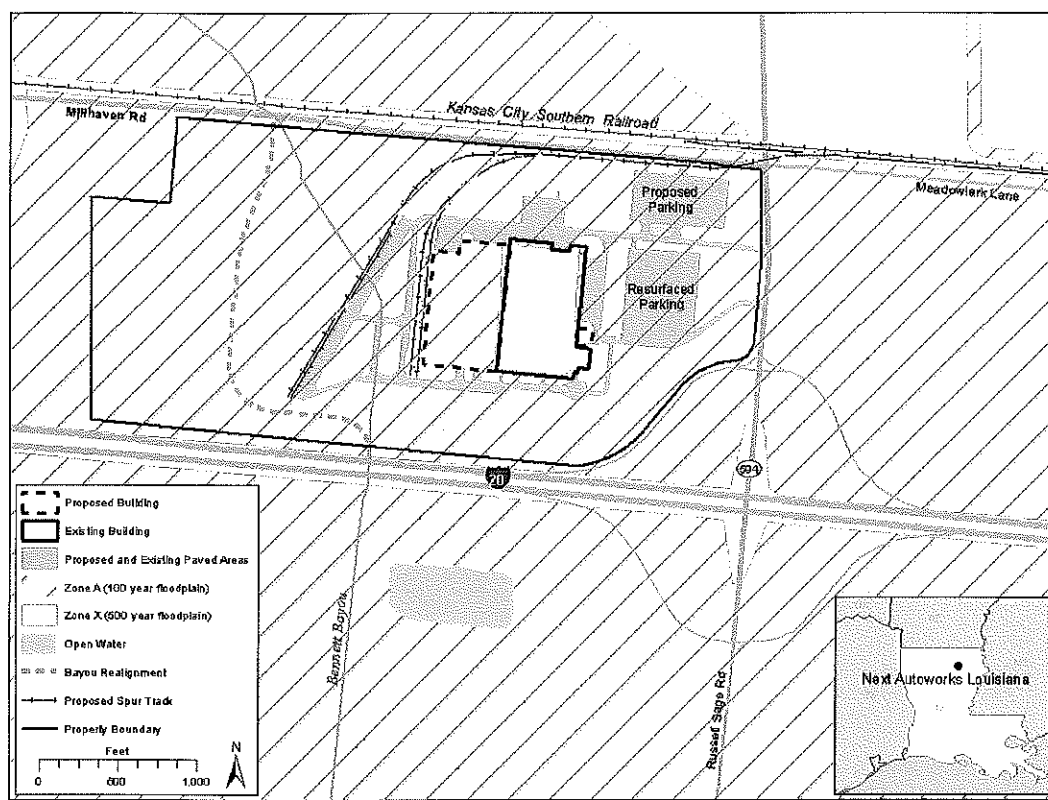 Kansas City Southern Railroad
Millhaven Rd
Meadowlark Lane
Proposed
Parking
Resurfaced
Parking
20
594
Bennett Bayou
Russell Sage Rd
Proposed Building
Existing Building
Proposed and Existing Paved Areas
Zone A (100 year floodplain)
Zone X (500 year floodplain)
Open Water
Bayou Realignment
Proposed Spur Track
Property Boundary
Feet
0 500 1,000
N
Next Autoworks Louisiana